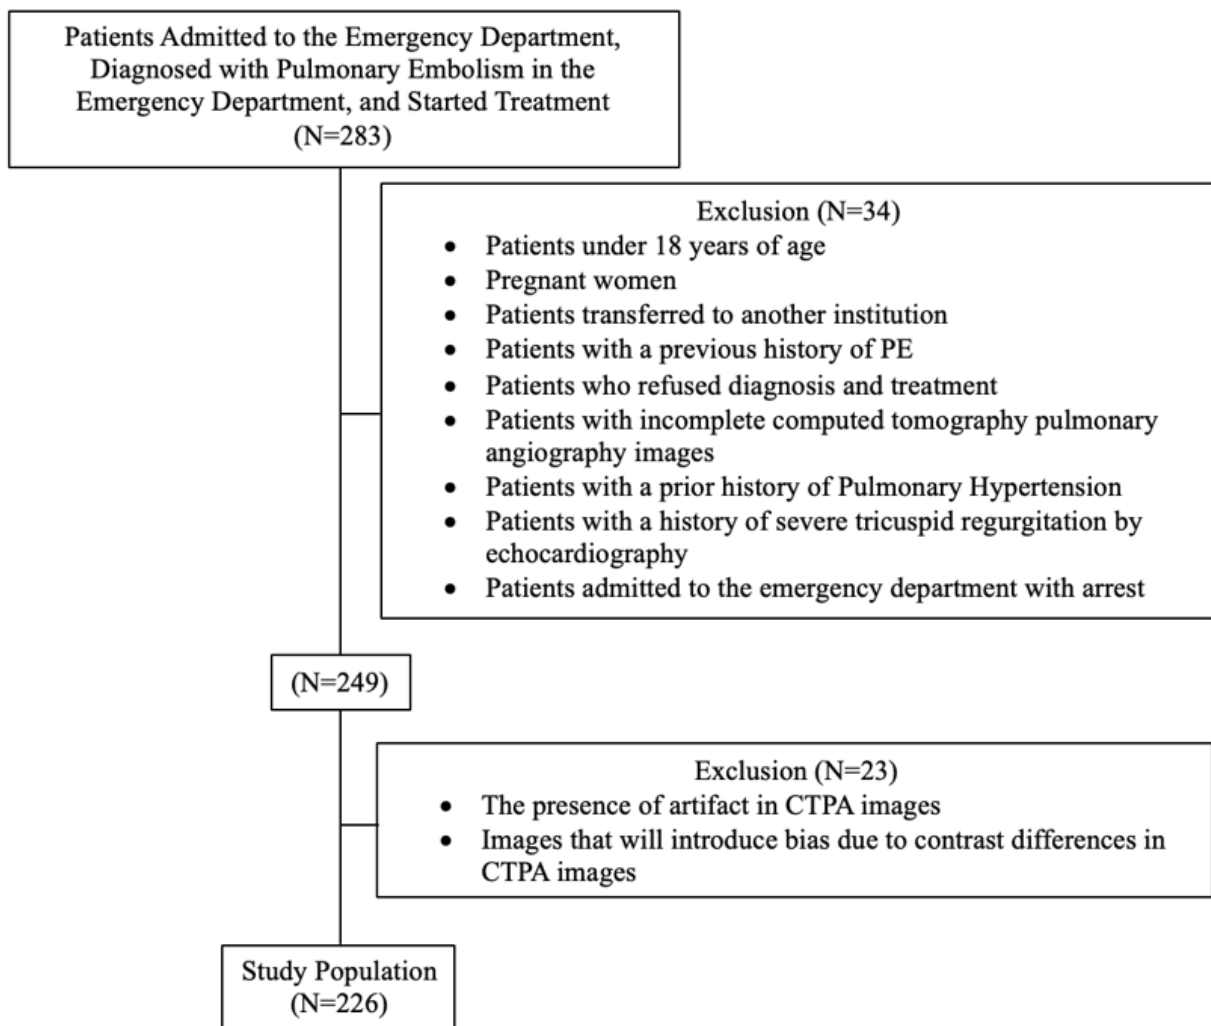 Patients Admitted to the Emergency Department,
Diagnosed with Pulmonary Embolism in the
Emergency Department, and Started Treatment
(N=283)
Exclusion (N=34)
• Patients under 18 years of age
• Pregnant women
• Patients transferred to another institution
• Patients with a previous history of PE
• Patients who refused diagnosis and treatment
• Patients with incomplete computed tomography pulmonary
angiography images
• Patients with a prior history of Pulmonary Hypertension
• Patients with a history of severe tricuspid regurgitation by
echocardiography
• Patients admitted to the emergency department with arrest
(N=249)
Exclusion (N=23)
• The presence of artifact in CTPA images
• Images that will introduce bias due to contrast differences in
CTPA images
Study Population
(N=226)